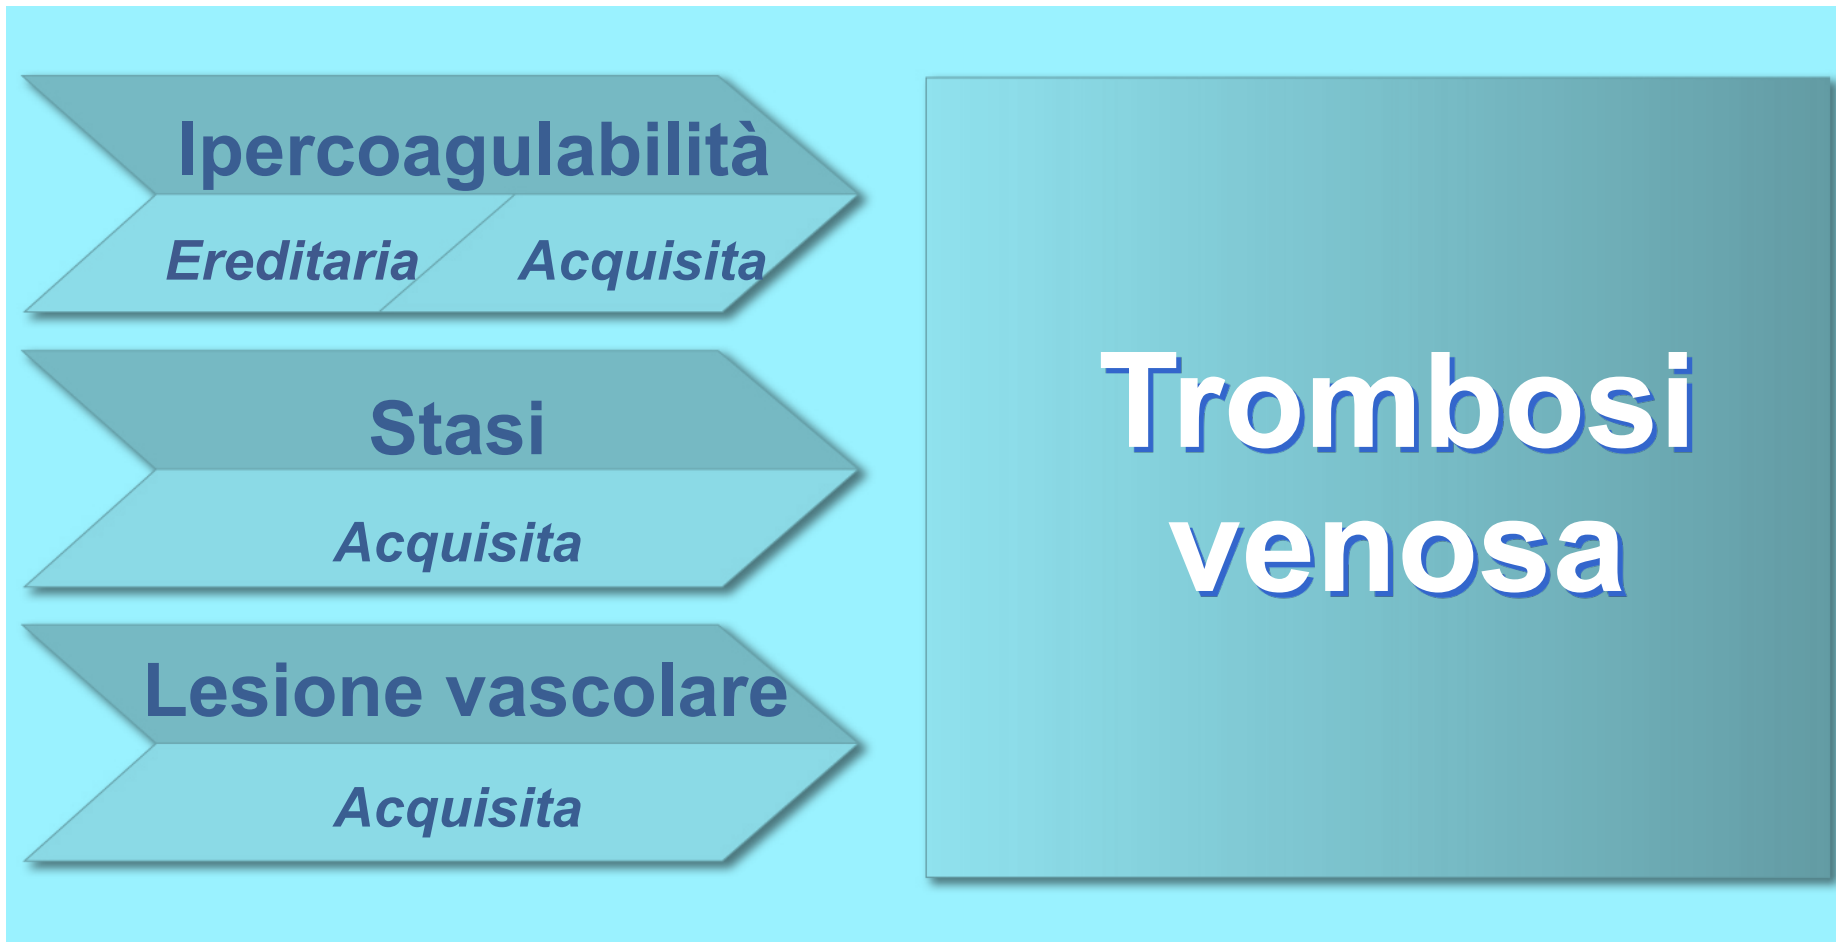 Ipercoagulabilità
Ereditaria Acquisita
Stasi
Acquisita
Lesione vascolare
Acquisita
Trombosi
venosa